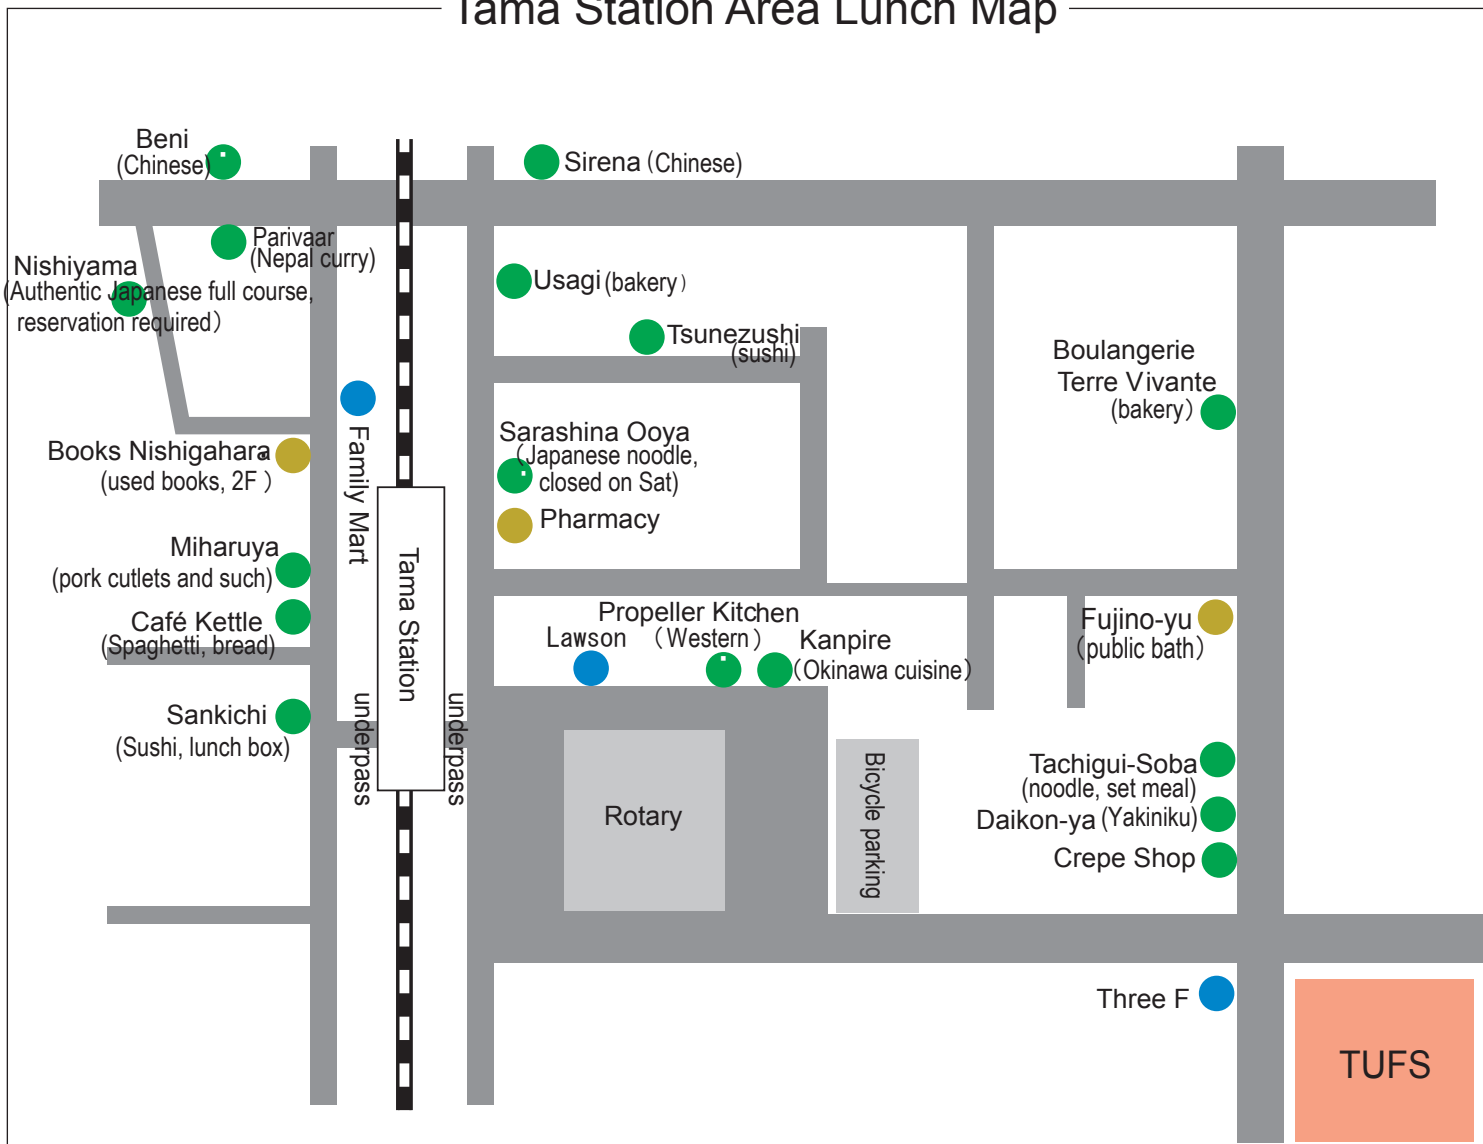 Tama Station Area Lunch Map
Beni
(Chinese)
Sirena (Chinese)
Parivaar
(Nepal curry)
Nishiyama
(Authentic Japanese full course,
reservation required)
Usagi (bakery)
Tsunezushi
(sushi)
Boulangerie
Terre Vivante
(bakery)
Family Mart
Books Nishigahara
(used books, 2F )
Sarashina Ooya
(Japanese noodle,
closed on Sat)
Pharmacy
Miharuya
(pork cutlets and such)
Café Kettle
(Spaghetti, bread)
Tama Station
Propeller Kitchen
(Western)
Lawson
Kanpire
(Okinawa cuisine)
Fujino-yu
(public bath)
Sankichi
(Sushi, lunch box)
underpass
underpass
Rotary
Bicycle parking
Tachigui-Soba
(noodle, set meal)
Daikon-ya (Yakiniku)
Crepe Shop
Three F
TUFS